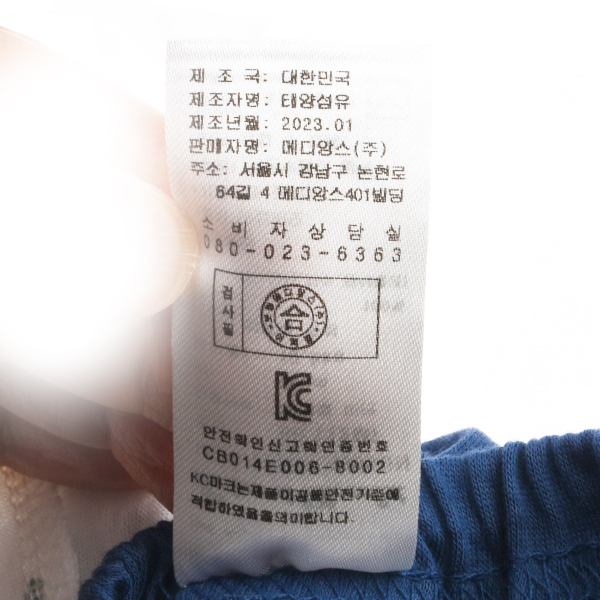 제 조 국: 대한민국
제조자명: 태양섬유
제조년월: 2023.01
판매자명: 메디앙스(주)
주소: 서울시 강남구 논현로
64길 4 메디앙스401빌딩
소 비 자 상 담 실
080-023-6363
검사필
합
KC
안전확인신고확인증번호
CB014E006-8002
KC마크는제품이공통안전기준에
적합하였음을의미합니다.